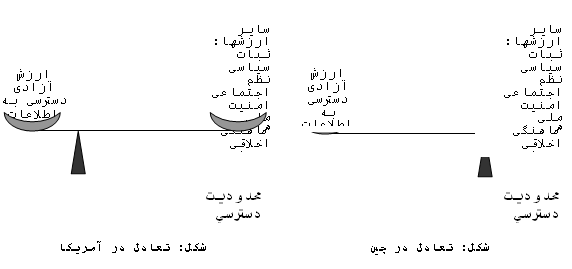 سایر
ارزشها:
ثبات
سیاسی
نظم
اجتماعی
امنیت
ملی
هماهنگی
اخلاقی
ارزش
آزادی
دسترسی به
اطلاعات
محدودیت
دسترسي
شکل: تعادل در آمریکا
سایر
ارزشها:
ثبات
سیاسی
نظم
اجتماعی
امنیت
ملی
هماهنگی
اخلاقی
ارزش
آزادی
دسترسی
به
اطلاعات
محدودیت
دسترسي
شکل: تعادل در چین